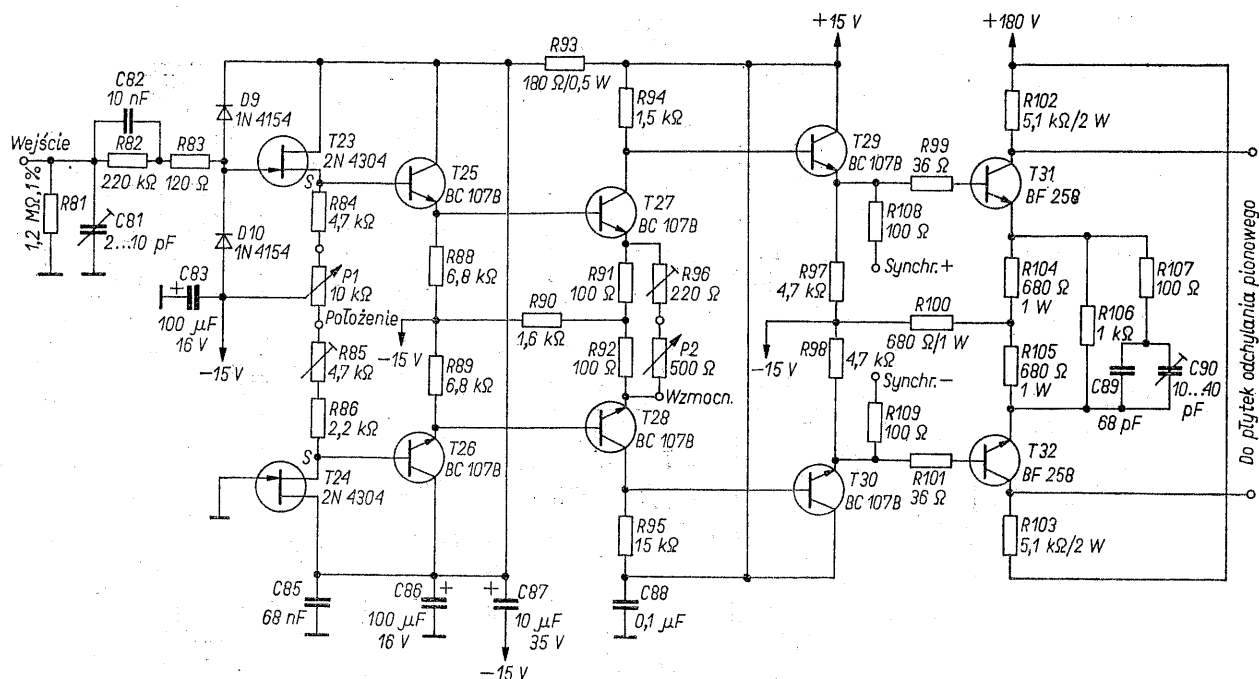 +15 V
+180 V
R93
180 Ω/0,5 W
C82
10 nF
D9
1N 4154
R94
1,5 kΩ
R102
5,1 kΩ/2 W
Wejście
R82
220 kΩ
R83
120 Ω
T23
2N 4304
T25
BC 107B
T29
BC 107B
R99
36 Ω
T31
BF 258
S
R81
1,2 MΩ, 1%
C81
2...10 pF
R84
4,7 kΩ
T27
BC 107B
R108
100 Ω
D10
1N 4154
R88
6,8 kΩ
Synchr.+
C83
+
100 μF
16 V
P1
10 kΩ
Położenie
R91
100 Ω
R96
220 Ω
R97
4,7 kΩ
R104
680 Ω
1 W
R107
100 Ω
R90
1,6 kΩ
R100
680 Ω/1 W
R106
1 kΩ
-15 V
-15 V
-15 V
R85
4,7 kΩ
R89
6,8 kΩ
R92
100 Ω
P2
500 Ω
Wzmocn.
R98
4,7 kΩ
Synchr.-
R105
680 Ω
1 W
C89
68 pF
C90
10...40
pF
R86
2,2 kΩ
S
T24
2N 4304
T26
BC 107B
T28
BC 107B
R109
100 Ω
T30
BC 107B
R101
36 Ω
T32
BF 258
R95
15 kΩ
R103
5,1 kΩ/2 W
C85
68 nF
C86
+
100 μF
16 V
+
C87
10 μF
35 V
-15 V
C88
0,1 μF
Do płytek odchylania pionowego